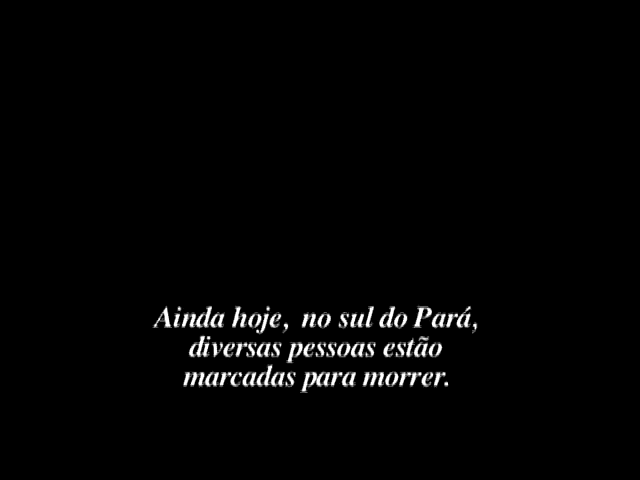 Ainda hoje, no sul do Pará,
diversas pessoas estão
marcadas para morrer.